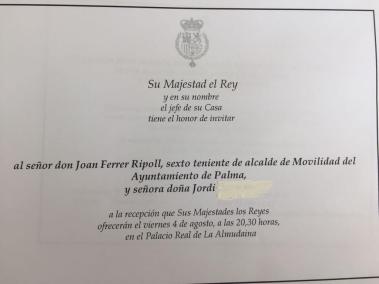 Su Majestad el Rey
y en su nombre
el jefe de su Casa
tiene el honor de invitar
al señor don Joan Ferrer Ripoll, sexto teniente de alcalde de Movilidad del
Ayuntamiento de Palma,
y señora doña Jordi
a la recepción que Sus Majestades los Reyes
ofrecerán el viernes 4 de agosto, a las 20,30 horas,
en el Palacio Real de La Almudaina